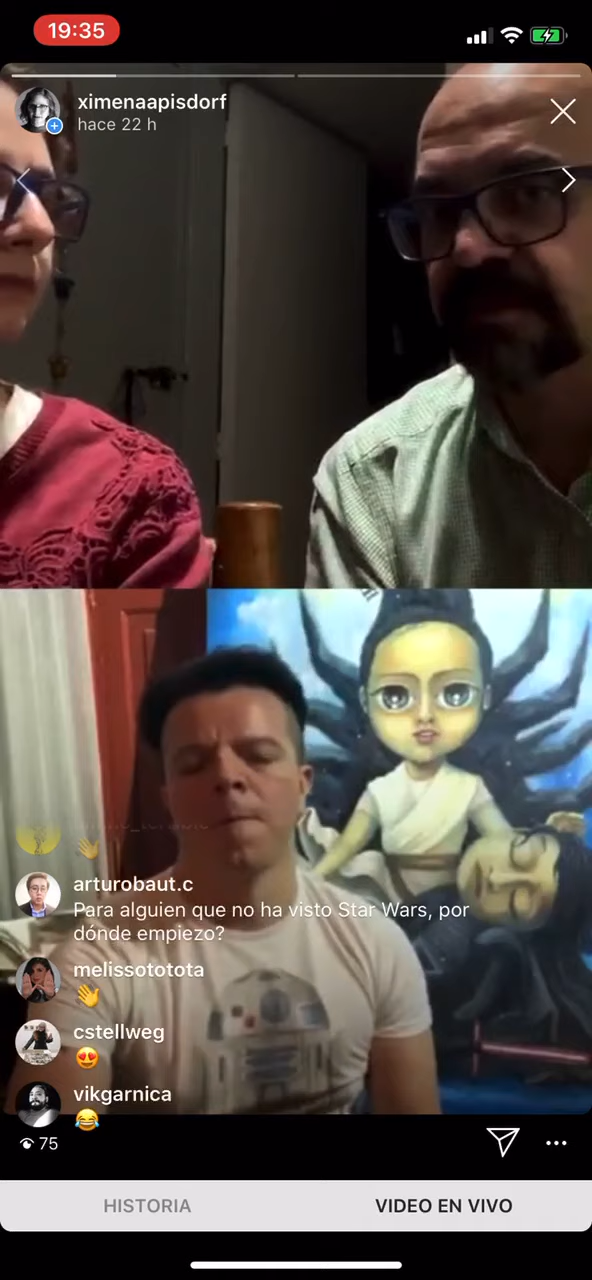 19:35
ximenaapisdorf
hace 22 h
arturobaut.c
Para alguien que no ha visto Star Wars, por
dónde empiezo?
melissototota
👋
cstellweg
😍
vikgarnica
😂
75
HISTORIA
VIDEO EN VIVO